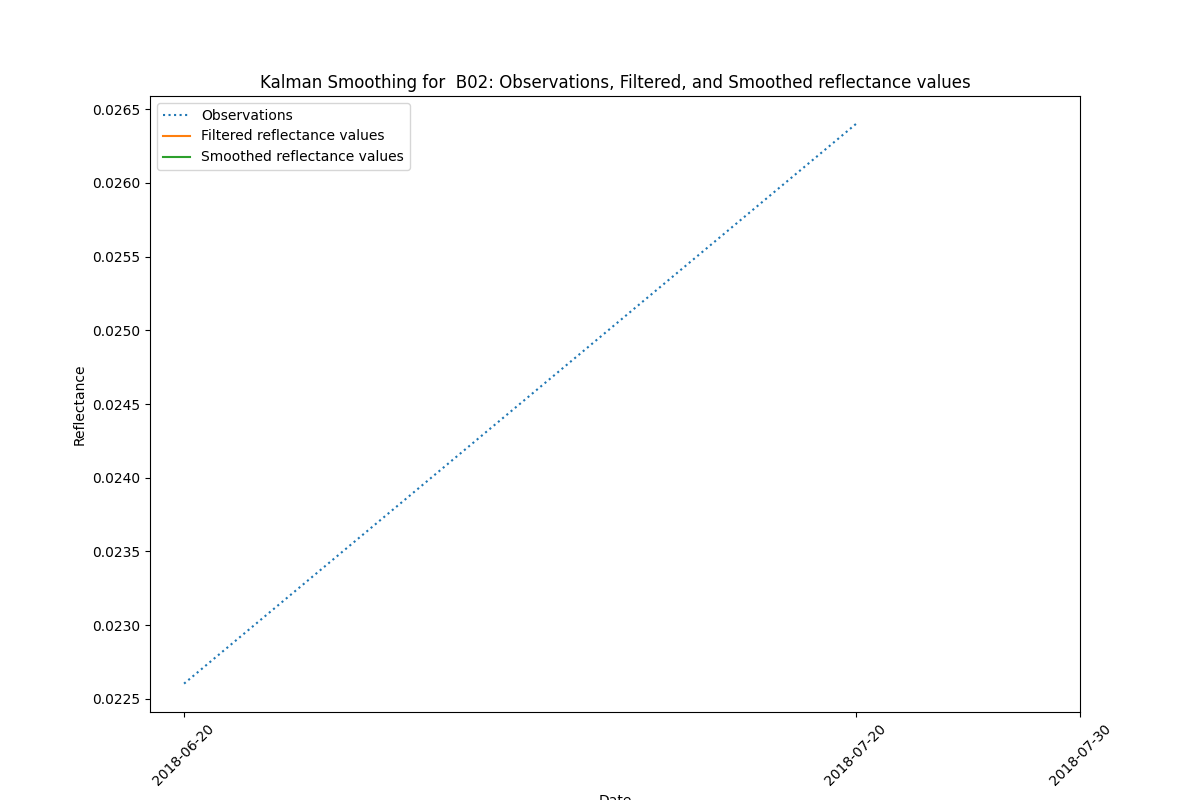 Kalman Smoothing for  B02: Observations, Filtered, and Smoothed reflectance values
Observations
Filtered reflectance values
Smoothed reflectance values
0.0265
0.0260
0.0255
0.0250
0.0245
0.0240
0.0235
0.0230
0.0225
Reflectance
2018-06-20
2018-07-20
2018-07-30
Date